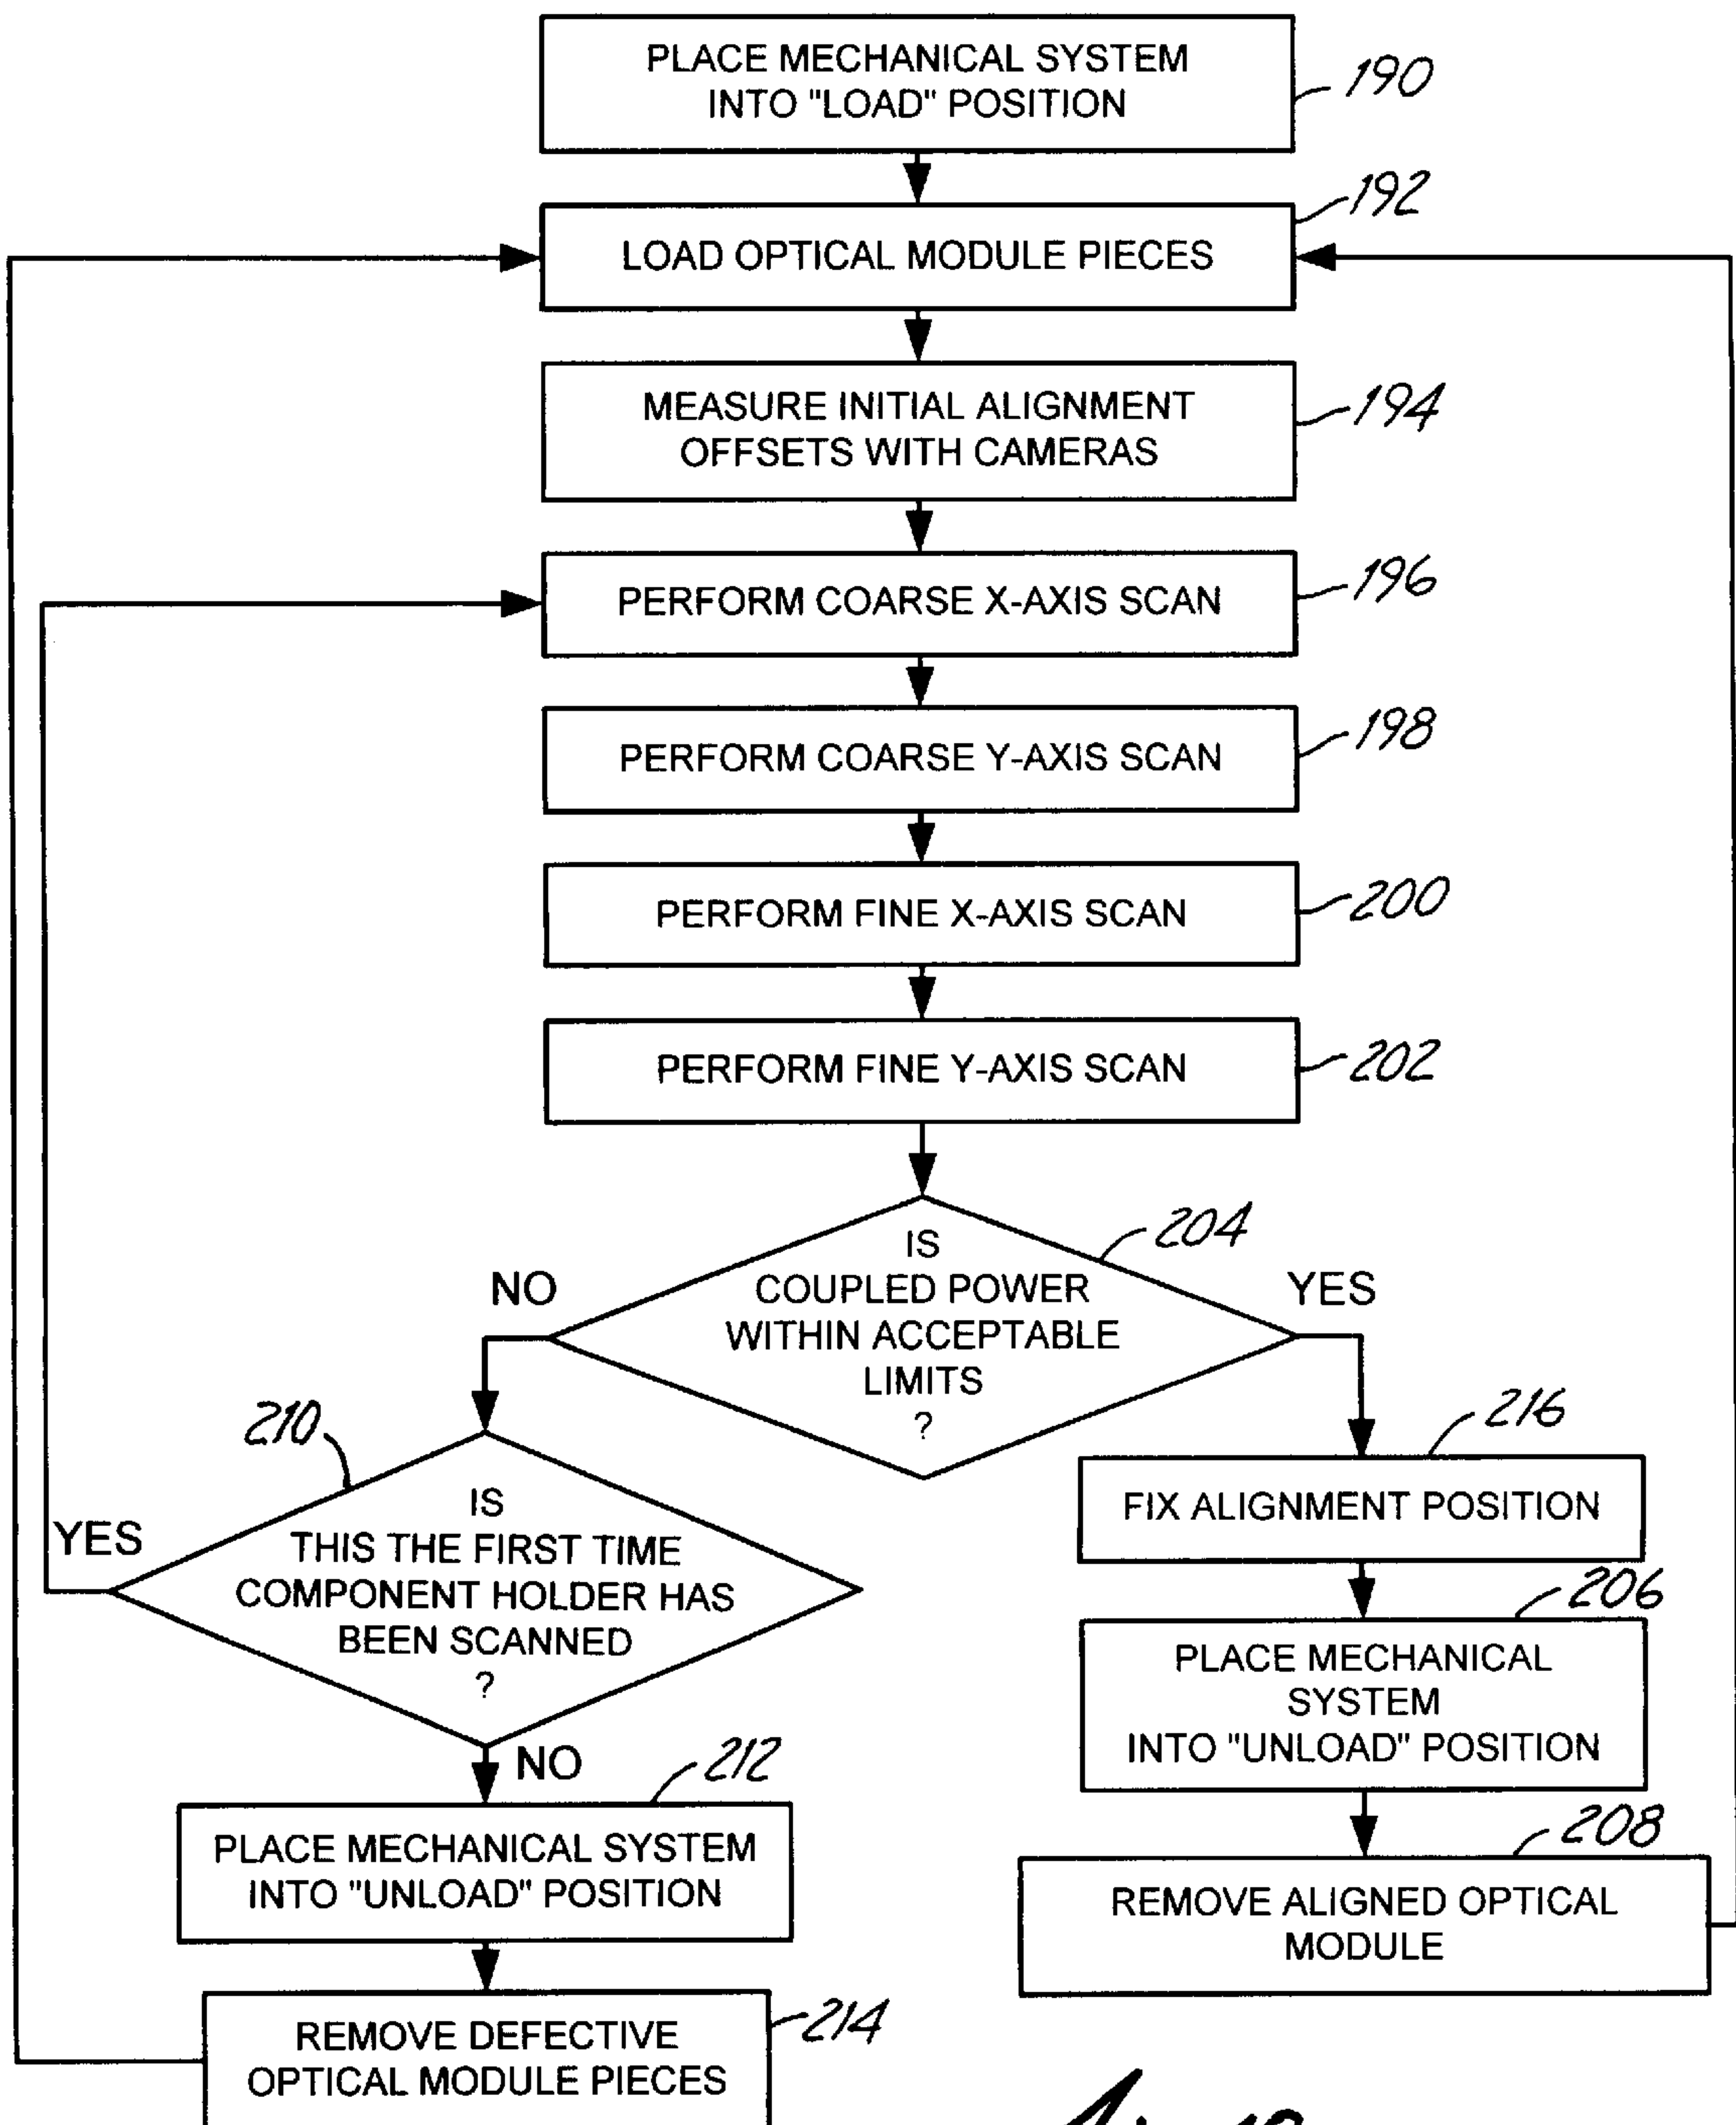 PLACE MECHANICAL SYSTEM
INTO "LOAD" POSITION
190
192
LOAD OPTICAL MODULE PIECES
MEASURE INITIAL ALIGNMENT
OFFSETS WITH CAMERAS
194
PERFORM COARSE X-AXIS SCAN
196
PERFORM COARSE Y-AXIS SCAN
198
PERFORM FINE X-AXIS SCAN
200
PERFORM FINE Y-AXIS SCAN
202
204
IS
COUPLED POWER
WITHIN ACCEPTABLE
LIMITS
?
NO
YES
210
IS
THIS THE FIRST TIME
COMPONENT HOLDER HAS
BEEN SCANNED
?
YES
NO
216
FIX ALIGNMENT POSITION
206
PLACE MECHANICAL
SYSTEM
INTO "UNLOAD" POSITION
212
PLACE MECHANICAL SYSTEM
INTO "UNLOAD" POSITION
208
REMOVE ALIGNED OPTICAL
MODULE
214
REMOVE DEFECTIVE
OPTICAL MODULE PIECES